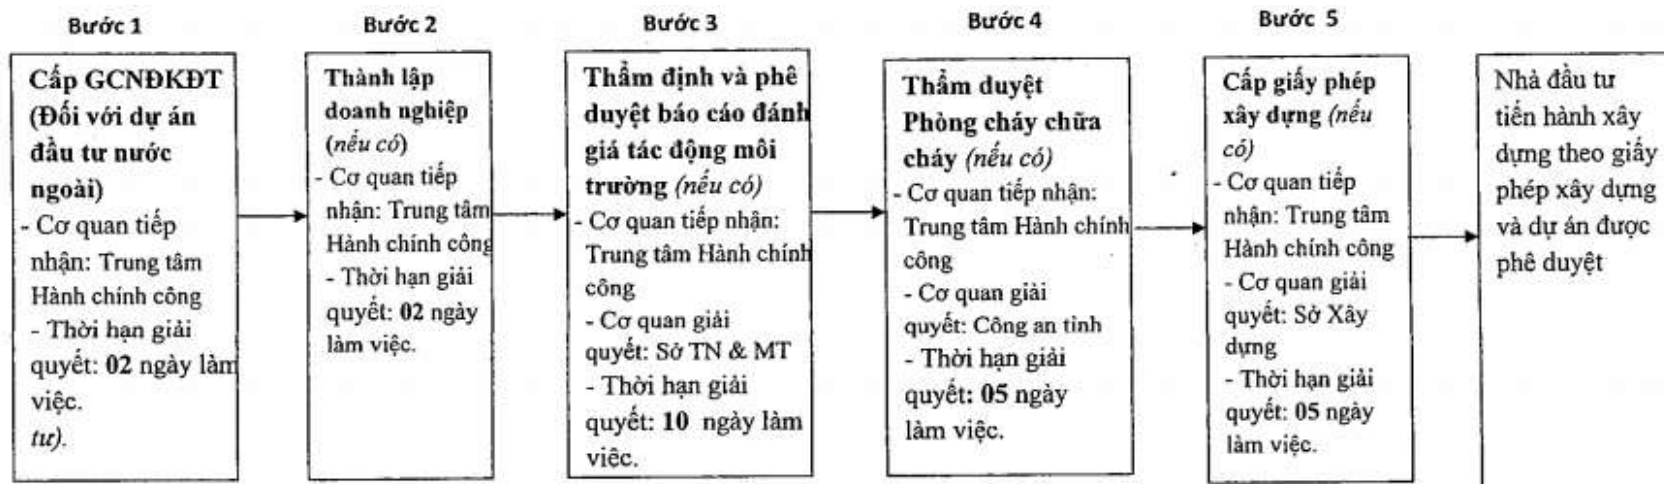 Bước 1
Cấp GCNĐKĐT
(Đối với dự án
đầu tư nước
ngoài)
- Cơ quan tiếp
nhận: Trung tâm
Hành chính công
- Thời hạn giải
quyết: 02 ngày làm
việc.
tư).
Bước 2
Thành lập
doanh nghiệp
(nếu có)
- Cơ quan tiếp
nhận: Trung tâm
Hành chính công
- Thời hạn giải
quyết: 02 ngày
làm việc.
Bước 3
Thẩm định và phê
duyệt báo cáo đánh
giá tác động môi
trường (nếu có)
- Cơ quan tiếp nhận:
Trung tâm Hành chính
công
- Cơ quan giải
quyết: Sở TN & MT
- Thời hạn giải
quyết: 10 ngày làm
việc.
Bước 4
Thẩm duyệt
Phòng cháy chữa
cháy (nếu có)
- Cơ quan tiếp nhận:
Trung tâm Hành chính
công
- Cơ quan giải
quyết: Công an tỉnh
- Thời hạn giải
quyết: 05 ngày
làm việc.
Bước 5
Cấp giấy phép
xây dựng (nếu
có)
- Cơ quan tiếp
nhận: Trung tâm
Hành chính công
- Cơ quan giải
quyết: Sở Xây
dựng
- Thời hạn giải
quyết: 05 ngày
làm việc.
Nhà đầu tư
tiến hành xây
dựng theo giấy
phép xây dựng
và dự án được
phê duyệt